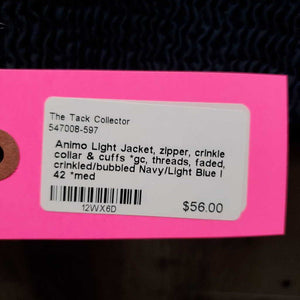 The Tack Collector
547008-597
Animo Light Jacket, zipper, crinkle
collar & cuffs *gc, threads, faded,
crinkled/bubbled Navy/Light Blue I
42 *med
12WX6D
$56.00